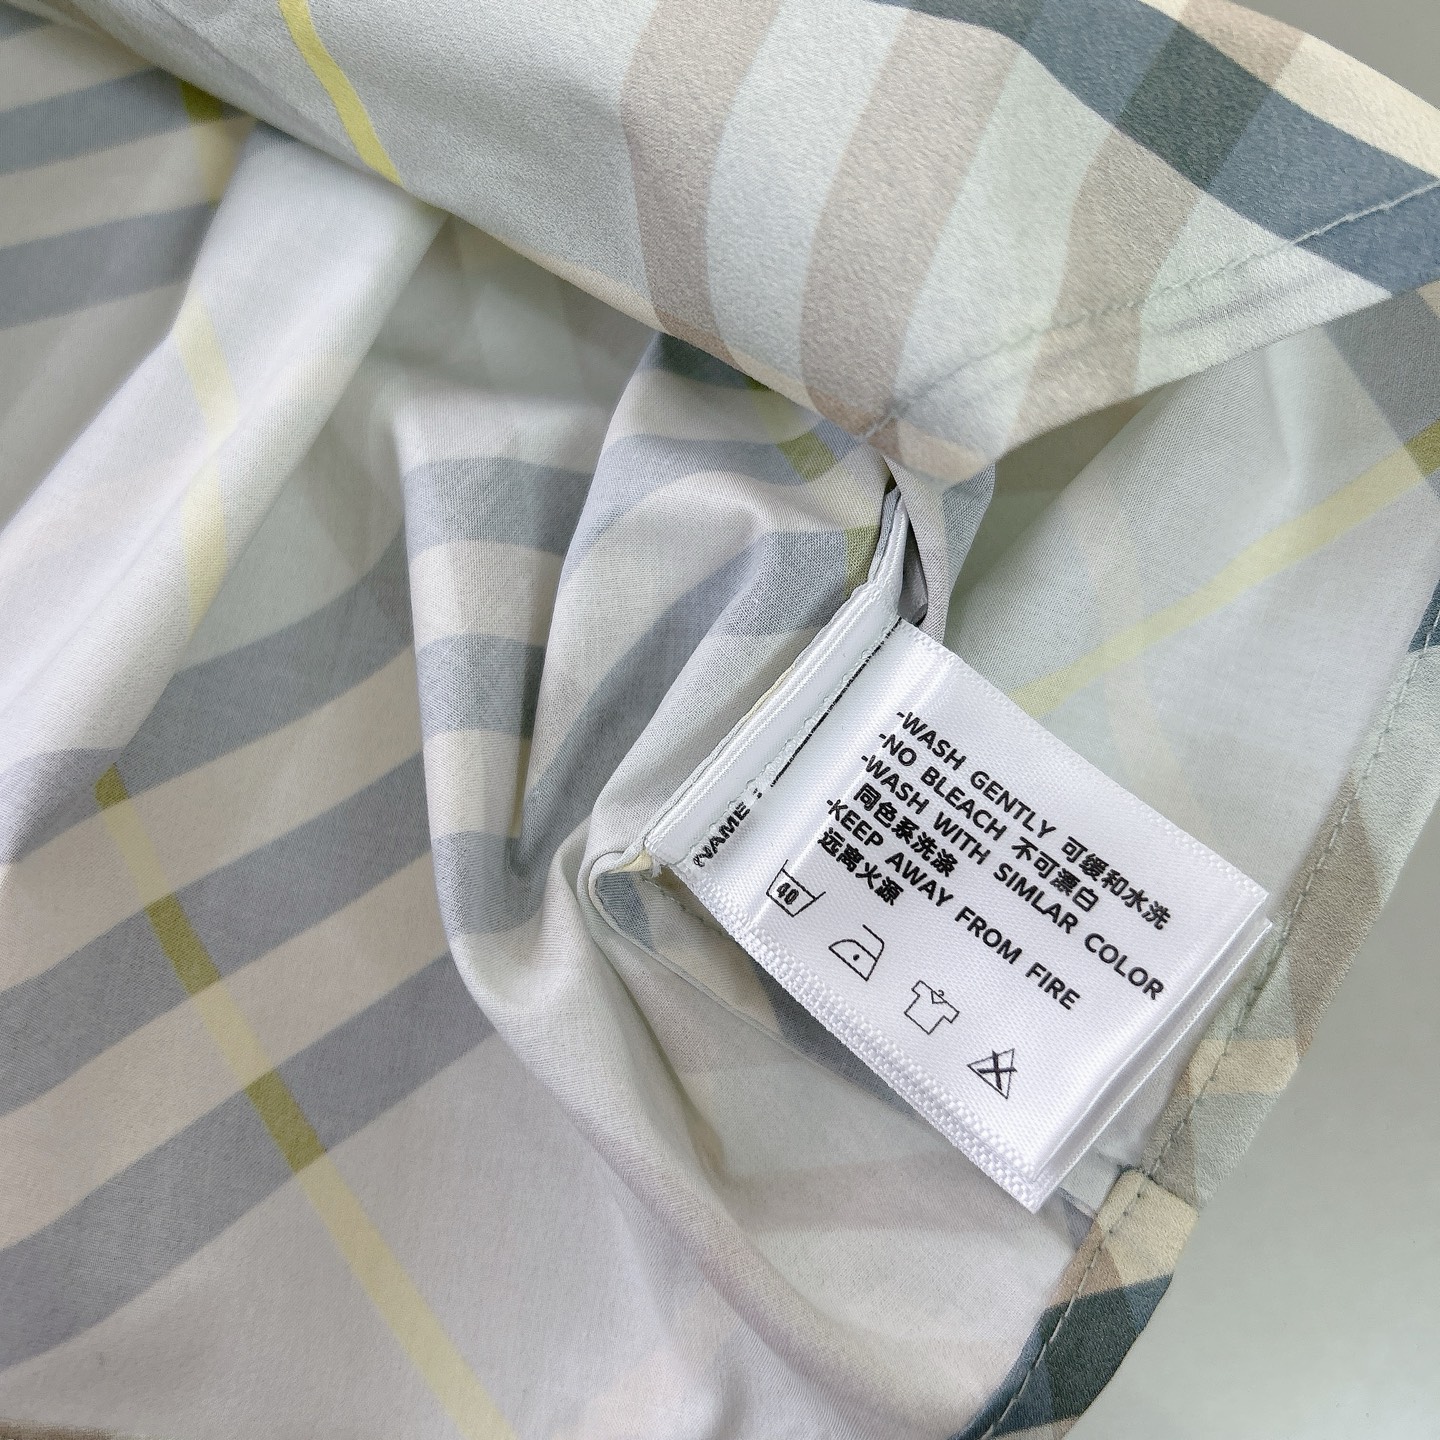 -WASH GENTLY 可缓和水洗
-NO BLEACH 不可漂白
-WASH WITH SIMLAR COLOR
同色系洗涤
-KEEP AWAY FROM FIRE
远离火源
40
NAME